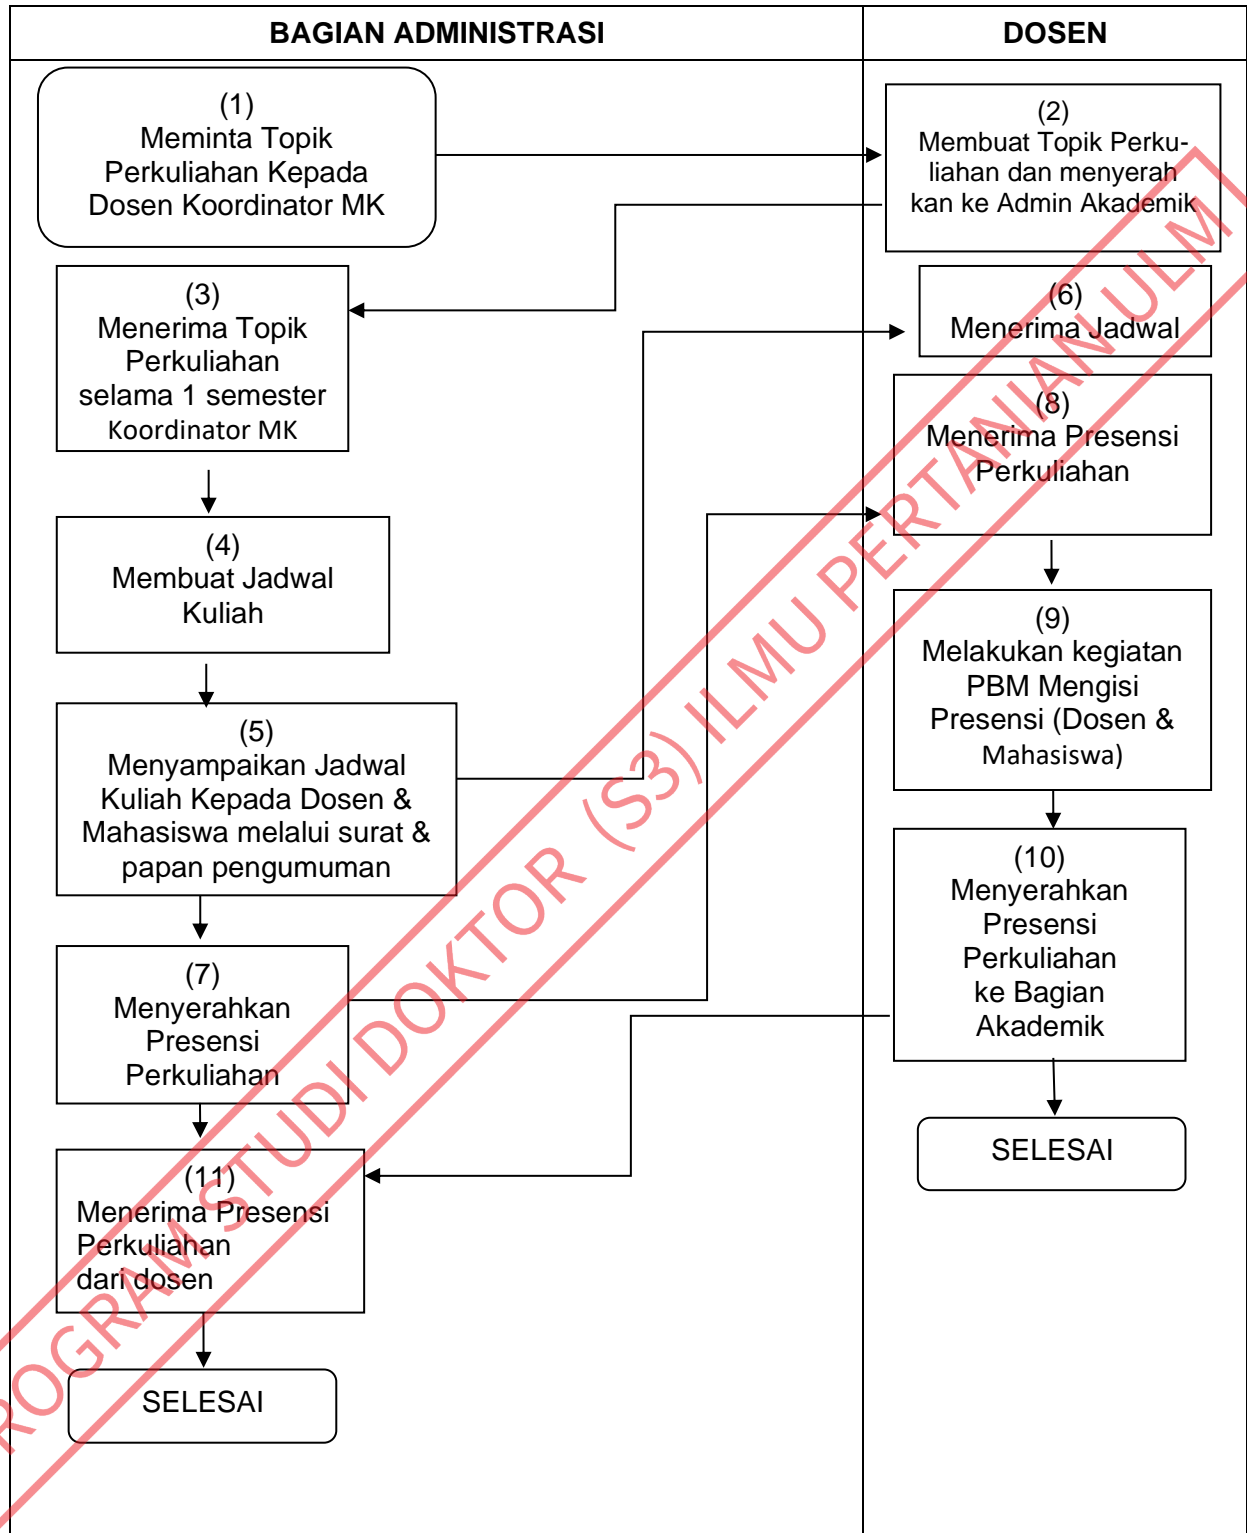 BAGIAN ADMINISTRASI
DOSEN
(1)
Meminta Topik
Perkuliahan Kepada
Dosen Koordinator MK
(2)
Membuat Topik Perku-
liahan dan menyerah
kan ke Admin Akademik
(3)
Menerima Topik
Perkuliahan
selama 1 semester
Koordinator MK
(6)
Menerima Jadwal
(8)
Menerima Presensi
Perkuliahan
(4)
Membuat Jadwal
Kuliah
(9)
Melakukan kegiatan
PBM Mengisi
Presensi (Dosen &
Mahasiswa)
(5)
Menyampaikan Jadwal
Kuliah Kepada Dosen &
Mahasiswa melalui surat &
papan pengumuman
(10)
Menyerahkan
Presensi
Perkuliahan
ke Bagian
Akademik
(7)
Menyerahkan
Presensi
Perkuliahan
(11)
Menerima Presensi
Perkuliahan
dari dosen
SELESAI
SELESAI
ROGRAM STUDI DOKTOR (S3) ILMU PERTANIAN ULM